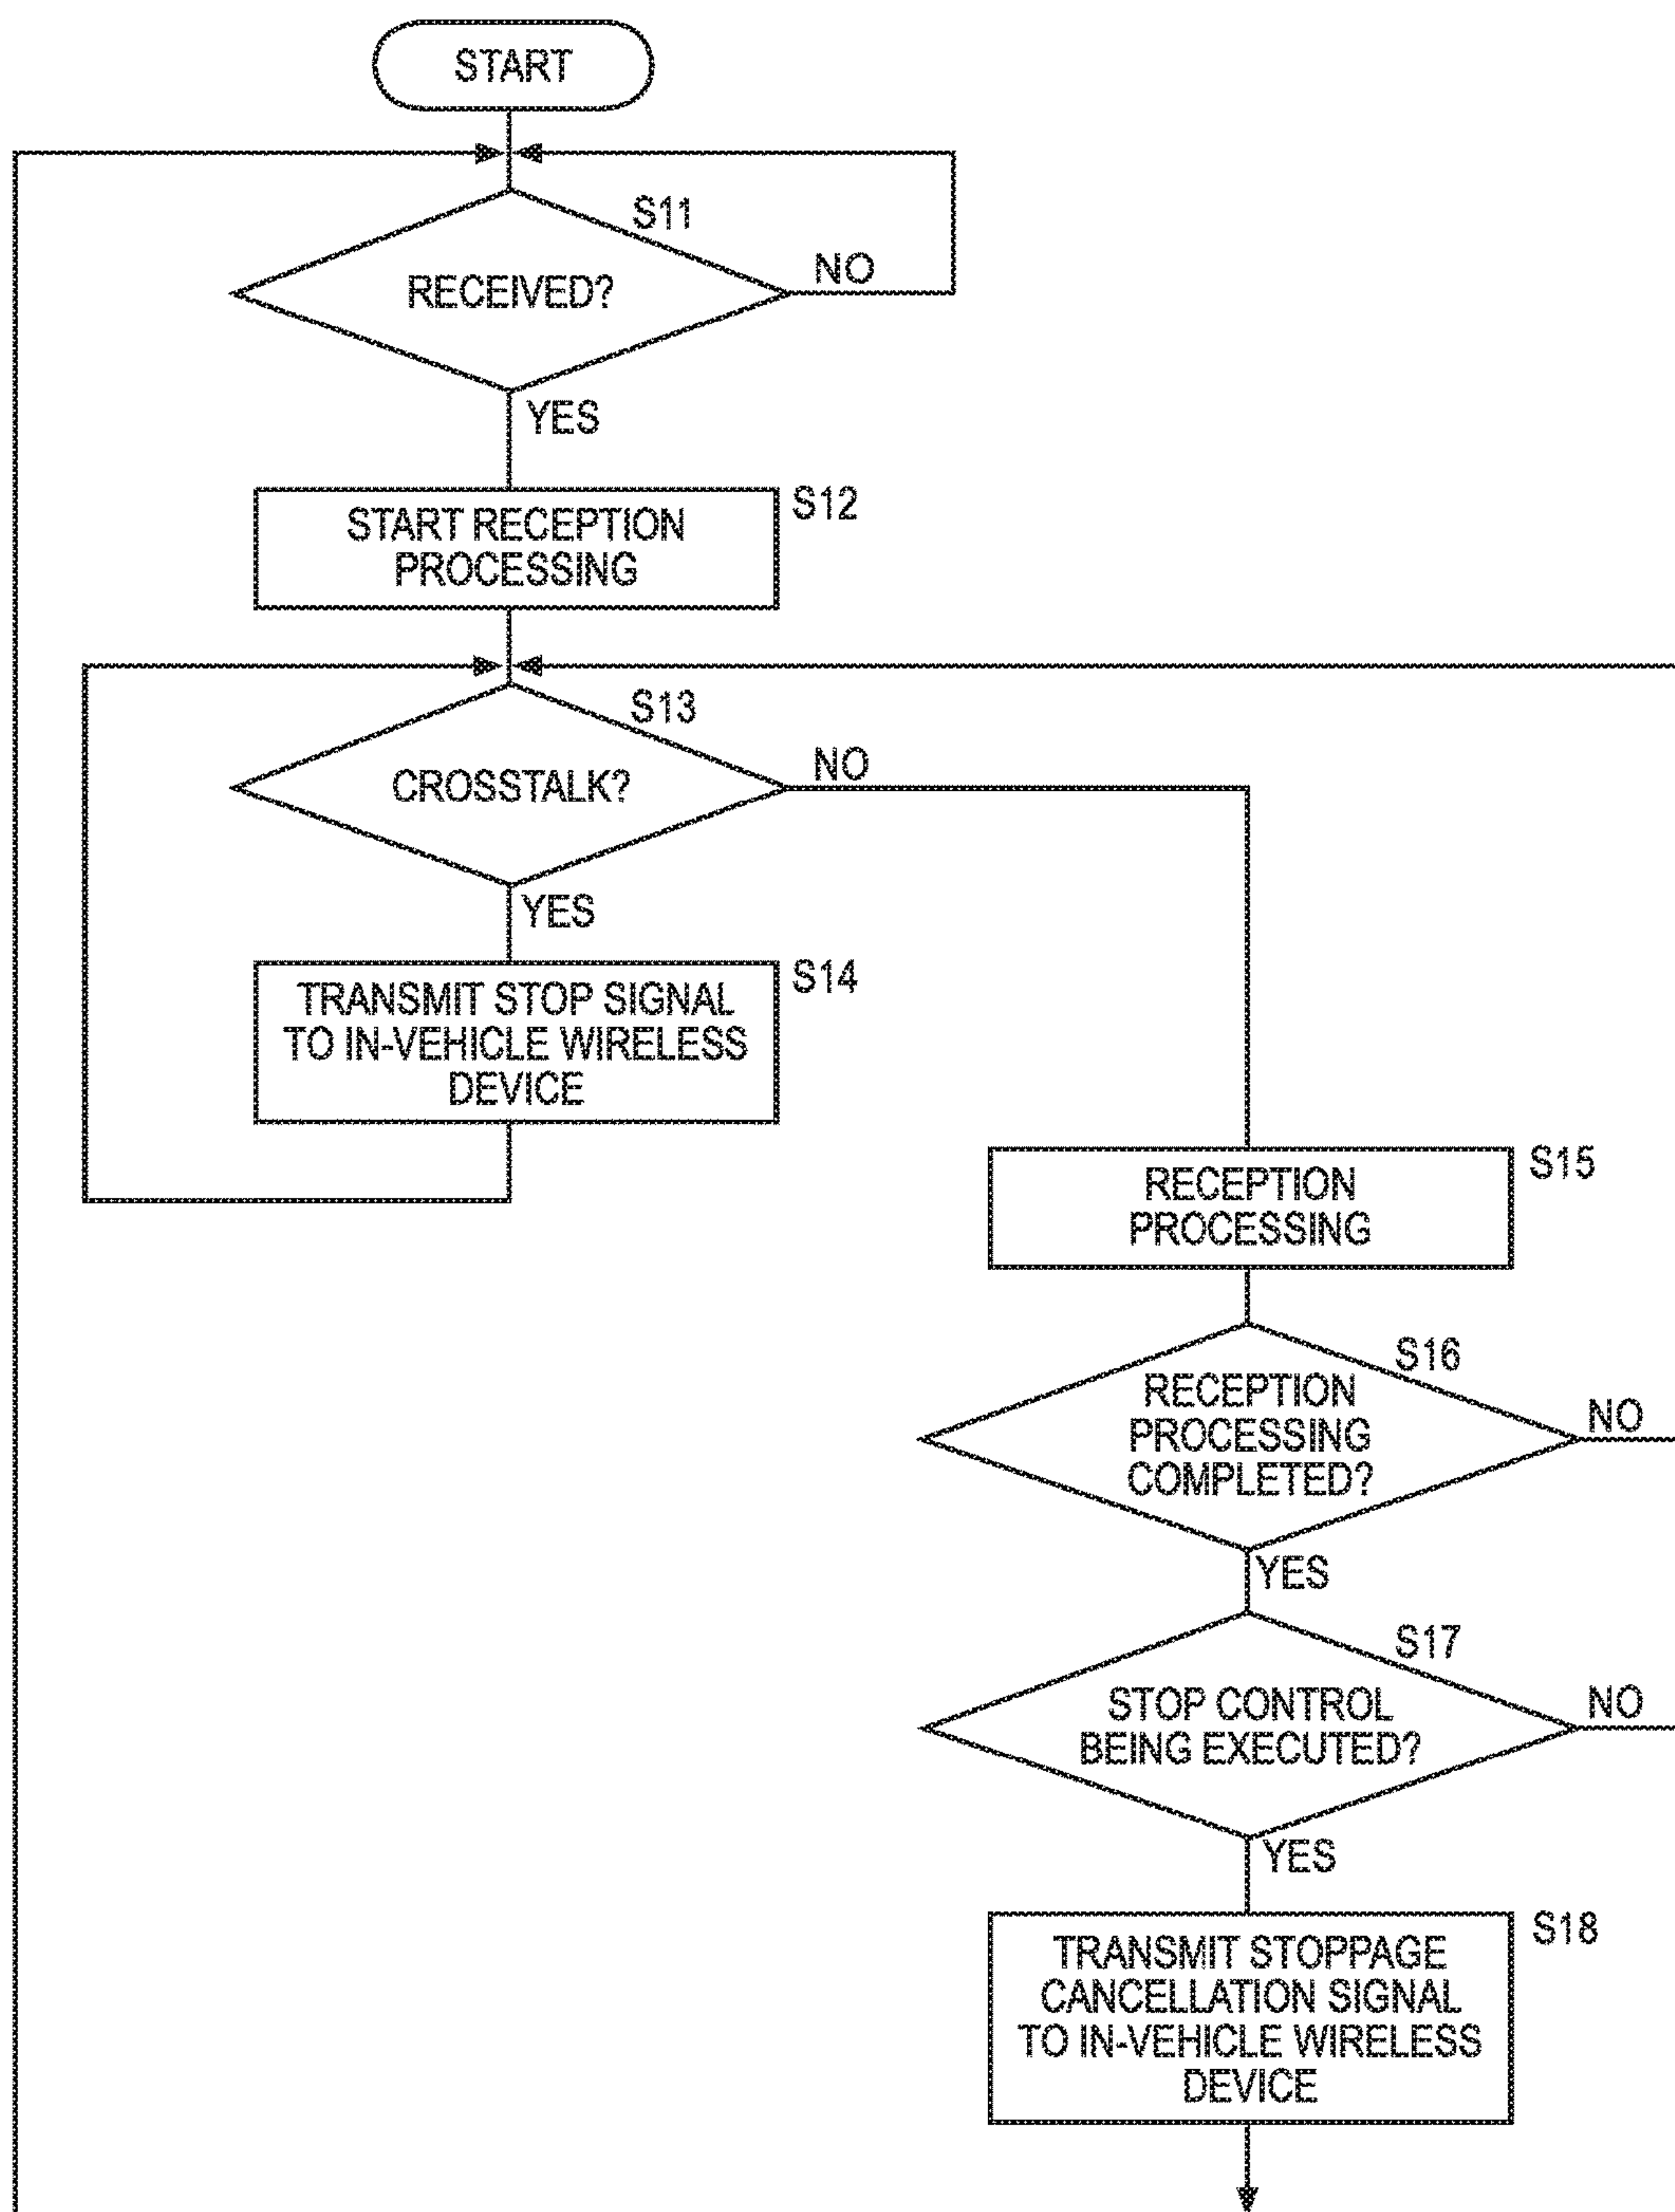 START
S11
RECEIVED?
NO
YES
S12
START RECEPTION
PROCESSING
S13
CROSSTALK?
NO
YES
S14
TRANSMIT STOP SIGNAL
TO IN-VEHICLE WIRELESS
DEVICE
S15
RECEPTION
PROCESSING
S16
RECEPTION
PROCESSING
COMPLETED?
NO
YES
S17
STOP CONTROL
BEING EXECUTED?
NO
YES
S18
TRANSMIT STOPPAGE
CANCELLATION SIGNAL
TO IN-VEHICLE WIRELESS
DEVICE